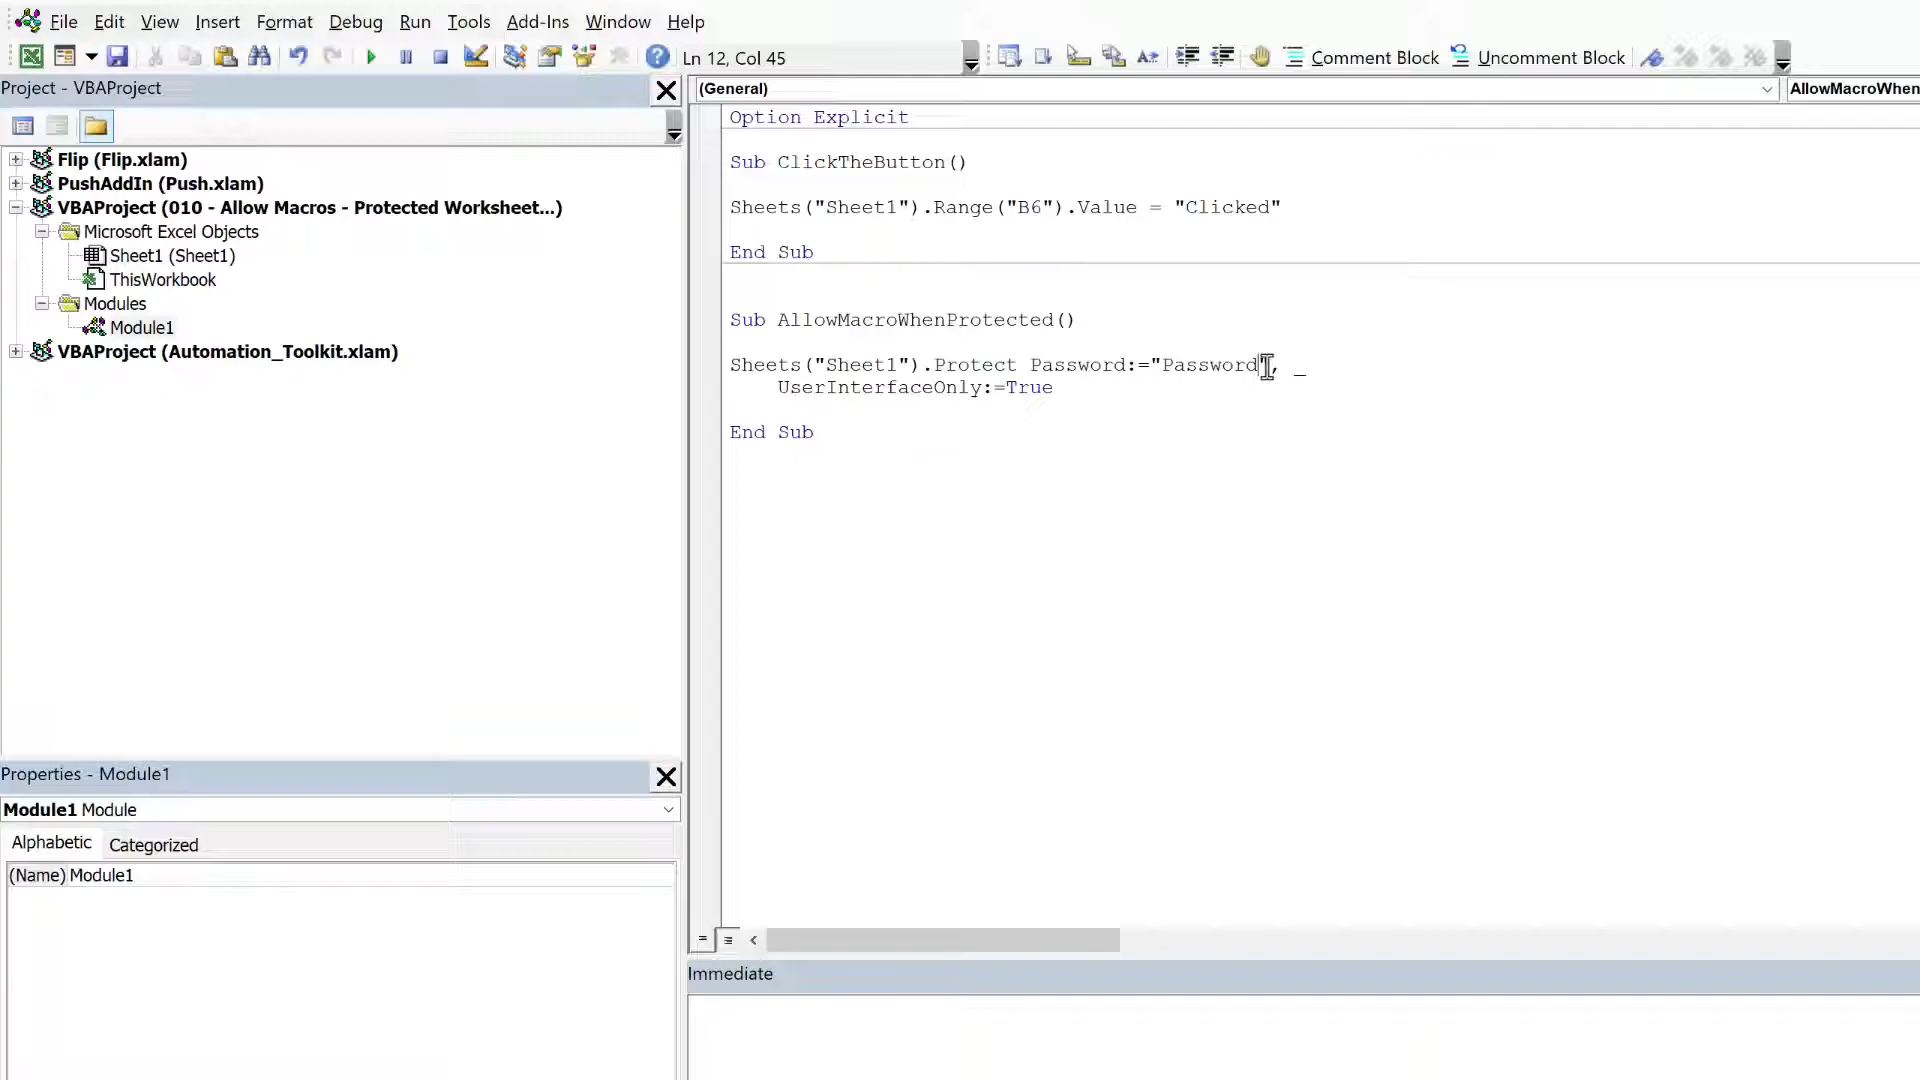 File Edit View Insert Format Debug Run Tools Add-Ins Window Help
Ln 12, Col 45
Comment Block
Uncomment Block
Project - VBAProject
(General)
AllowMacroWhen
Flip (Flip.xlam)
PushAddIn (Push.xlam)
VBAProject (010 - Allow Macros - Protected Worksheet...)
Microsoft Excel Objects
Sheet1 (Sheet1)
ThisWorkbook
Modules
Module1
VBAProject (Automation_Toolkit.xlam)
Option Explicit
Sub ClickTheButton()
Sheets("Sheet1").Range("B6").Value = "Clicked"
End Sub
Sub AllowMacroWhenProtected()
Sheets("Sheet1").Protect Password:="Password", _
UserInterfaceOnly:=True
End Sub
Properties - Module1
Module1 Module
Alphabetic Categorized
(Name) Module1
Immediate